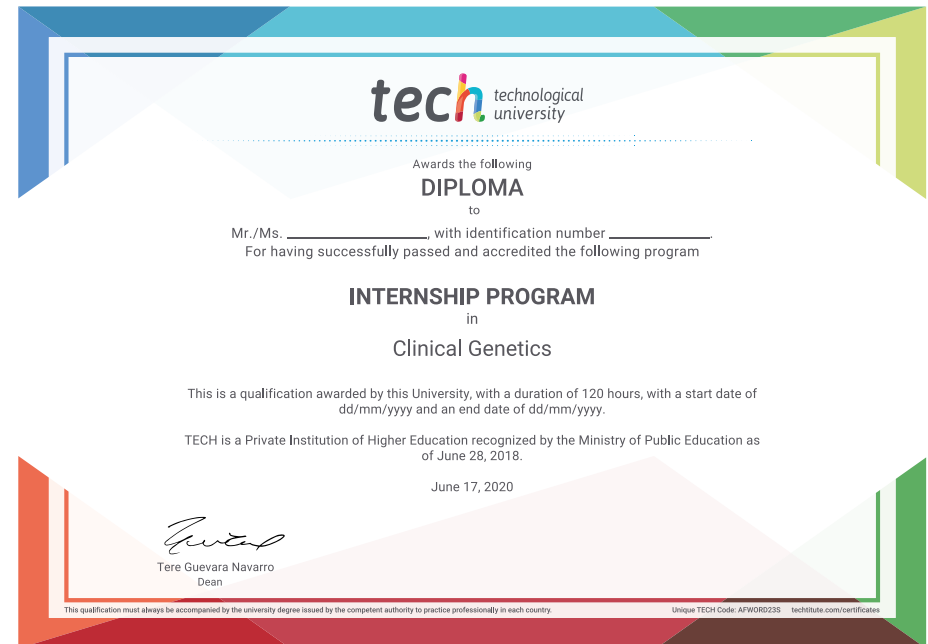 tech technological
university
Awards the following
DIPLOMA
to
Mr./Ms. ____________________, with identification number ______________.
For having successfully passed and accredited the following program
INTERNSHIP PROGRAM
in
Clinical Genetics
This is a qualification awarded by this University, with a duration of 120 hours, with a start date of
dd/mm/yyyy and an end date of dd/mm/yyyy.
TECH is a Private Institution of Higher Education recognized by the Ministry of Public Education as
of June 28, 2018.
June 17, 2020
Tere Guevara Navarro
Dean
This qualification must always be accompanied by the university degree issued by the competent authority to practice professionally in each country. Unique TECH Code: AFWORD23S techtitute.com/certificates